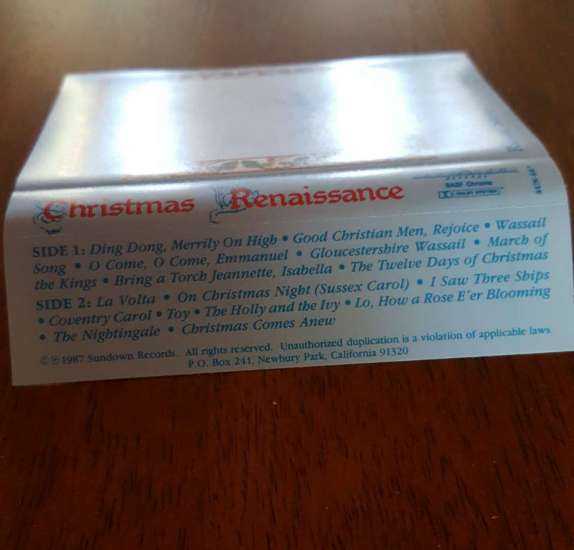 Christmas Renaissance
BASF Chrome
SIDE 1: Ding Dong, Merrily On High • Good Christian Men, Rejoice • Wassail
Song • O Come, O Come, Emmanuel • Gloucestershire Wassail • March of
the Kings • Bring a Torch Jeannette, Isabella • The Twelve Days of Christmas
SIDE 2: La Volta • On Christmas Night (Sussex Carol) • I Saw Three Ships
• Coventry Carol • Toy • The Holly and the Ivy • Lo, How a Rose E'er Blooming
• The Nightingale • Christmas Comes Anew
© ℗ 1987 Sundown Records. All rights reserved. Unauthorized duplication is a violation of applicable laws.
P.O. Box 241, Newbury Park, California 91320